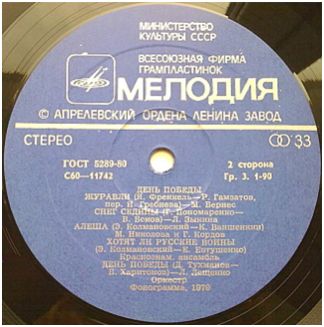 МИНИСТЕРСТВО
КУЛЬТУРЫ СССР
ВСЕСОЮЗНАЯ ФИРМА
ГРАМПЛАСТИНОК
МЕЛОДИЯ
© АПРЕЛЕВСКИЙ ОРДЕНА ЛЕНИНА ЗАВОД
СТЕРЕО
33
ГОСТ 5289-80
2 сторона
С60—11742
Гр. 3. 1-90
ДЕНЬ ПОБЕДЫ
ЖУРАВЛИ (Я. Френкель—Р. Гамзатов,
пер. Н. Гребнева)—М. Бернес
СНЕГ СЕДИНЫ (Г. Пономаренко—
В. Боков)—Л. Зыкина
АЛЕША (Э. Колмановский—К. Ваншенкин)
М. Николова и Г. Кордов
ХОТЯТ ЛИ РУССКИЕ ВОЙНЫ
(Э. Колмановский—Е. Евтушенко)
Краснознам. ансамбль
ДЕНЬ ПОБЕДЫ (Д. Тухманов—
В. Харитонов)—Л. Лещенко
Оркестр
Фонограмма, 1979